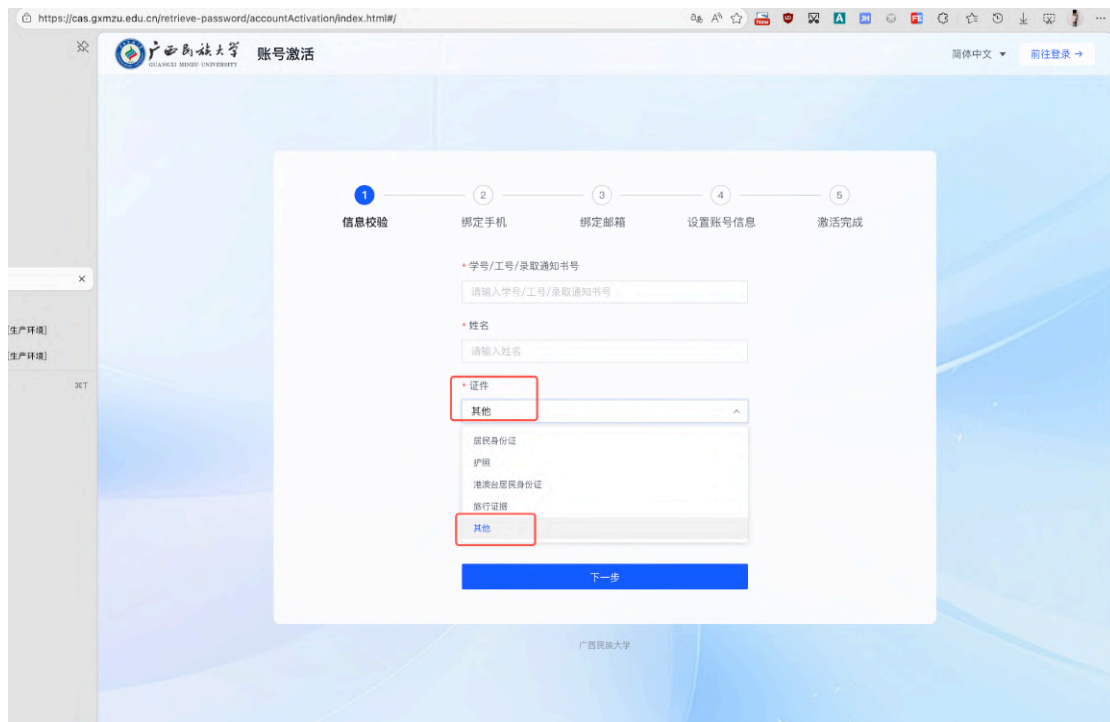 https://cas.gxmzu.edu.cn/retrieve-password/accountActivation/index.html#/
广西民族大学
GUANGXI MINZU UNIVERSITY
账号激活
简体中文
前往登录 →
1
2
3
4
5
信息校验
绑定手机
绑定邮箱
设置账号信息
激活完成
* 学号/工号/录取通知书号
请输入学号/工号/录取通知书号
* 姓名
请输入姓名
[生产环境]
[生产环境]
⌘T
* 证件
其他
居民身份证
护照
港澳台居民身份证
旅行证据
其他
下一步
广西民族大学